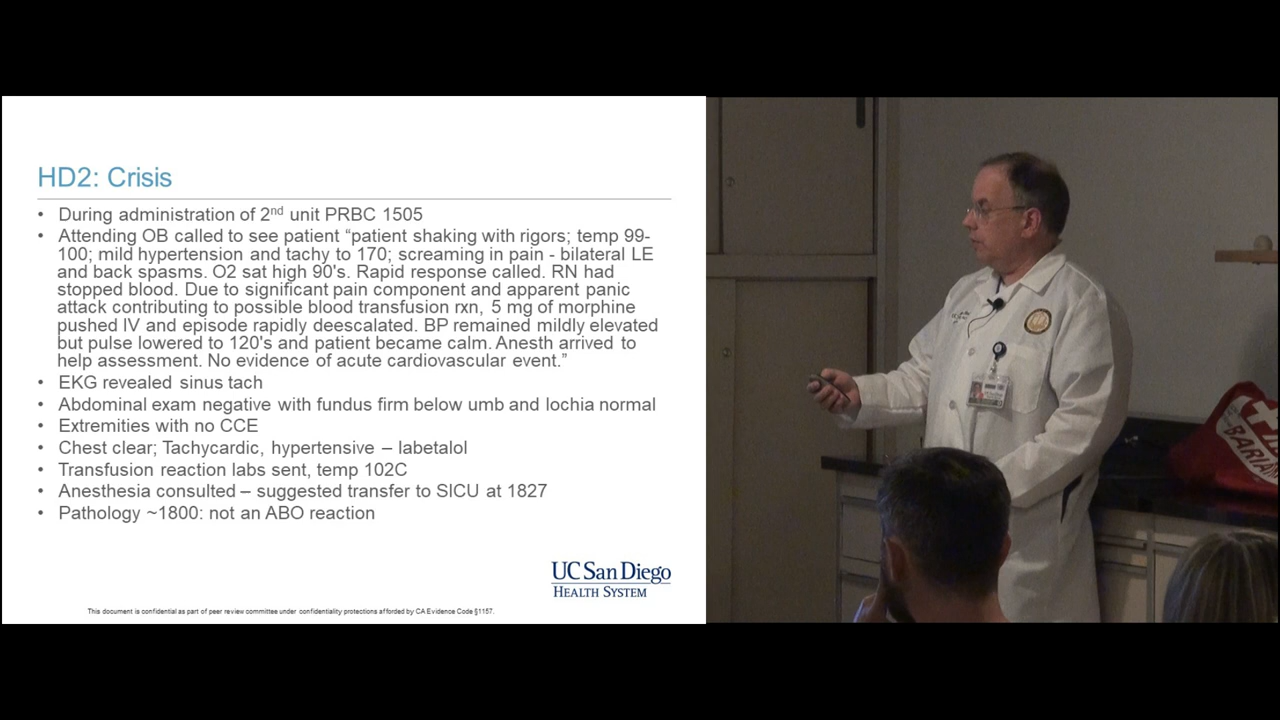 HD2: Crisis
• During administration of 2nd unit PRBC 1505
• Attending OB called to see patient “patient shaking with rigors; temp 99-
100; mild hypertension and tachy to 170; screaming in pain - bilateral LE
and back spasms. O2 sat high 90's. Rapid response called. RN had
stopped blood. Due to significant pain component and apparent panic
attack contributing to possible blood transfusion rxn, 5 mg of morphine
pushed IV and episode rapidly deescalated. BP remained mildly elevated
but pulse lowered to 120's and patient became calm. Anesth arrived to
help assessment. No evidence of acute cardiovascular event.”
• EKG revealed sinus tach
• Abdominal exam negative with fundus firm below umb and lochia normal
• Extremities with no CCE
• Chest clear; Tachycardic, hypertensive – labetalol
• Transfusion reaction labs sent, temp 102C
• Anesthesia consulted – suggested transfer to SICU at 1827
• Pathology ~1800: not an ABO reaction
UC San Diego
HEALTH SYSTEM
This document is confidential as part of peer review committee under confidentiality protections afforded by CA Evidence Code §1157.
BARIA